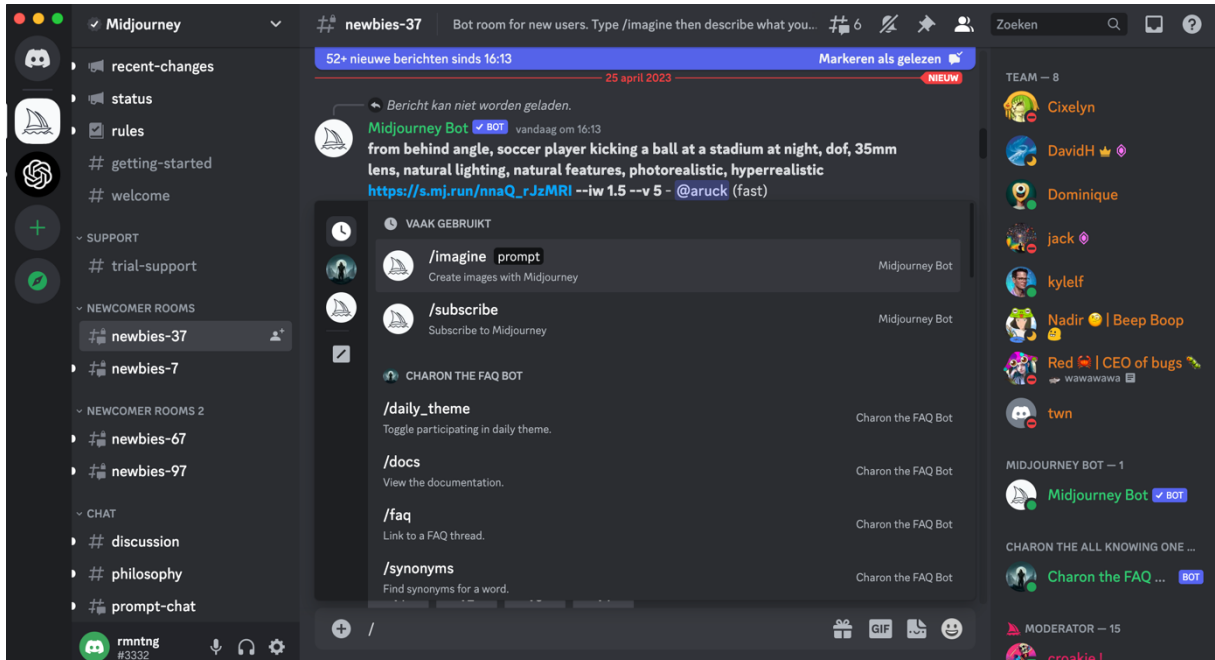 Midjourney
recent-changes
status
rules
getting-started
welcome
SUPPORT
trial-support
NEWCOMER ROOMS
newbies-37
newbies-7
NEWCOMER ROOMS 2
newbies-67
newbies-97
CHAT
discussion
philosophy
prompt-chat
rmntng
#3332
newbies-37
Bot room for new users. Type /imagine then describe what you...
6
Zoeken
52+ nieuwe berichten sinds 16:13
Markeren als gelezen
25 april 2023
NIEUW
Bericht kan niet worden geladen.
Midjourney Bot BOT vandaag om 16:13
from behind angle, soccer player kicking a ball at a stadium at night, dof, 35mm
lens, natural lighting, natural features, photorealistic, hyperrealistic
https://s.mj.run/nnaQ_rJzMRI --iw 1.5 --v 5 - @aruck (fast)
VAAK GEBRUIKT
/imagine prompt
Create images with Midjourney
Midjourney Bot
/subscribe
Subscribe to Midjourney
Midjourney Bot
CHARON THE FAQ BOT
/daily_theme
Toggle participating in daily theme.
Charon the FAQ Bot
/docs
View the documentation.
Charon the FAQ Bot
/faq
Link to a FAQ thread.
Charon the FAQ Bot
/synonyms
Find synonyms for a word.
Charon the FAQ Bot
/
GIF
TEAM — 8
Cixelyn
DavidH
Dominique
jack
kylelf
Nadir | Beep Boop
Red | CEO of bugs
wawawawa
twn
MIDJOURNEY BOT — 1
Midjourney Bot BOT
CHARON THE ALL KNOWING ONE ...
Charon the FAQ ... BOT
MODERATOR — 15